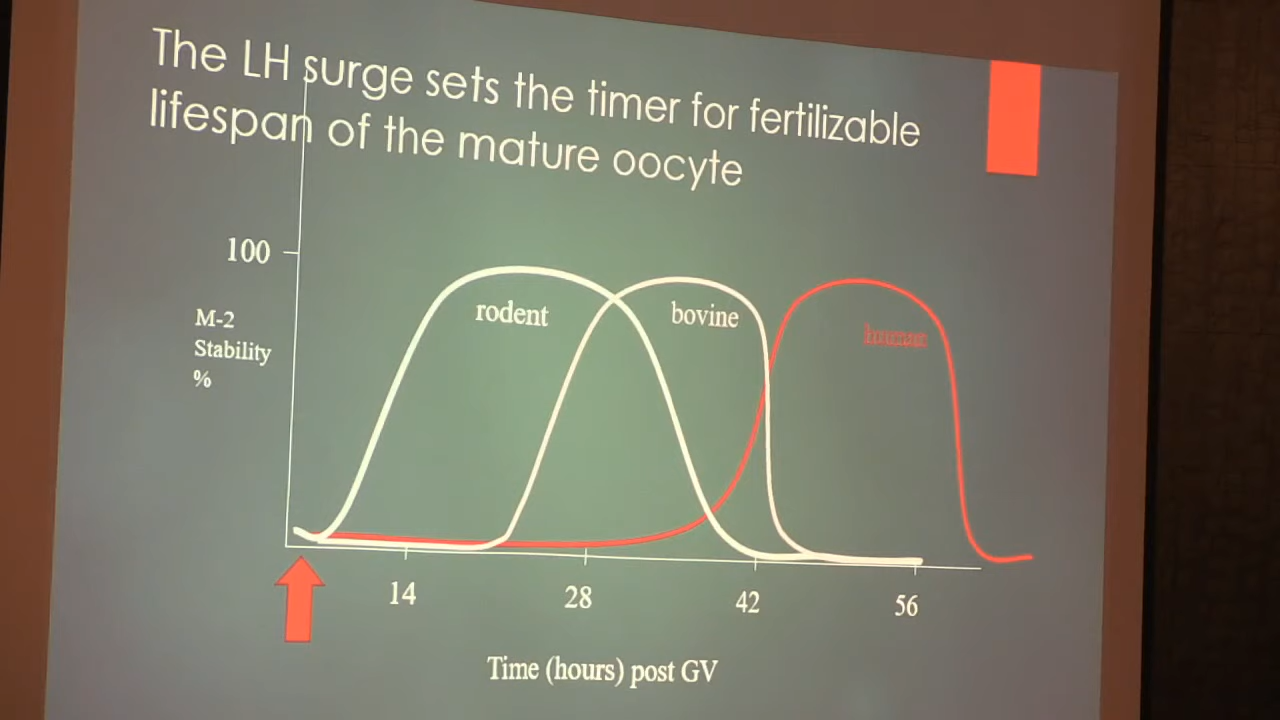 The LH surge sets the timer for fertilizable
lifespan of the mature oocyte
100
M-2
Stability
%
rodent
bovine
human
14
28
42
56
Time (hours) post GV